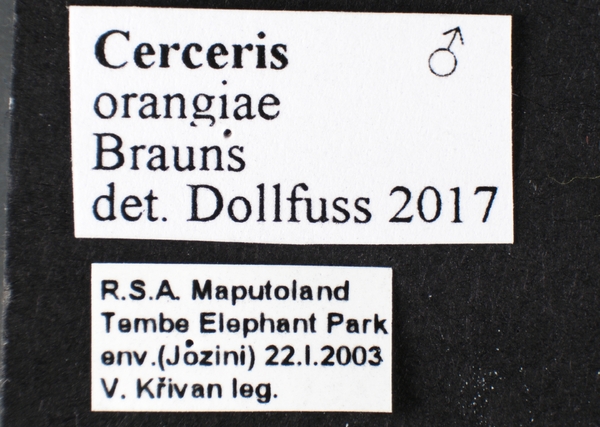 Cerceris ♂
orangiae
Brauns
det. Dollfuss 2017
R.S.A. Maputoland
Tembe Elephant Park
env.(Jozini) 22.I.2003
V. Křivan leg.